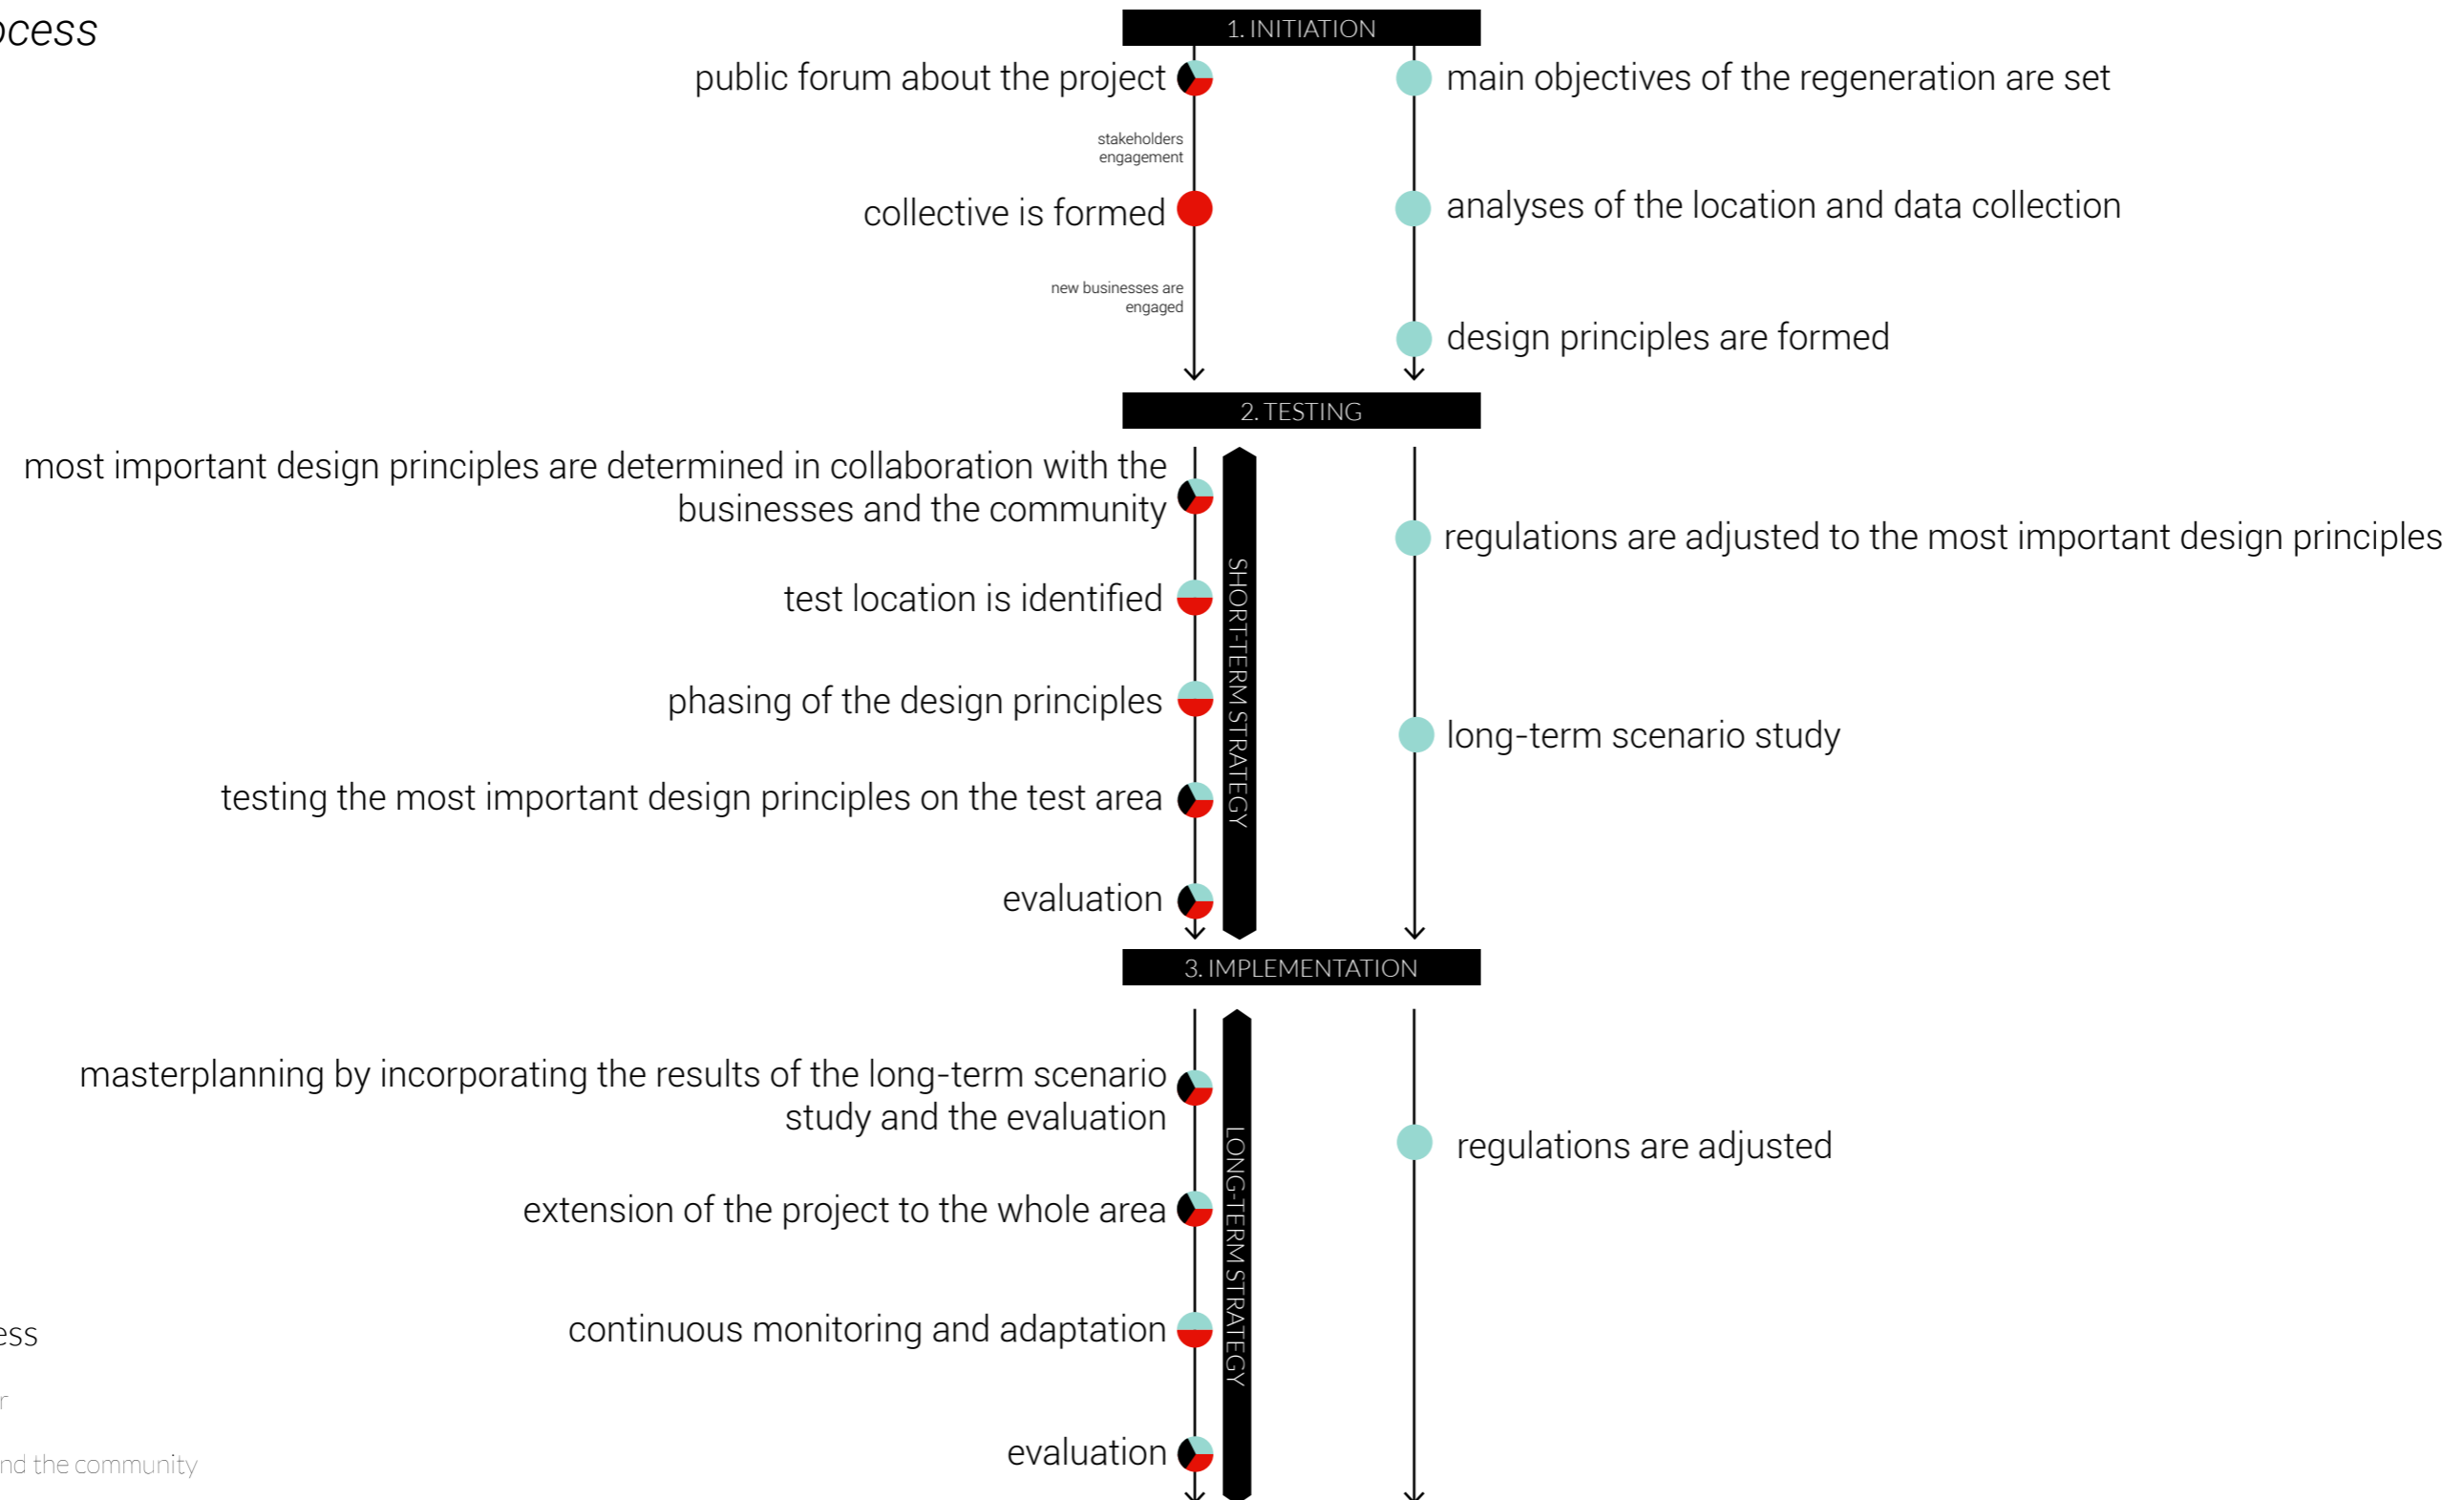 1. INITIATION
public forum about the project
main objectives of the regeneration are set
stakeholders
engagement
collective is formed
analyses of the location and data collection
new businesses are
engaged
design principles are formed
2. TESTING
most important design principles are determined in collaboration with the
businesses and the community
regulations are adjusted to the most important design principles
test location is identified
SHORT-TERM STRATEGY
phasing of the design principles
long-term scenario study
testing the most important design principles on the test area
evaluation
3. IMPLEMENTATION
masterplanning by incorporating the results of the long-term scenario
study and the evaluation
regulations are adjusted
extension of the project to the whole area
LONG-TERM STRATEGY
continuous monitoring and adaptation
evaluation
and the community